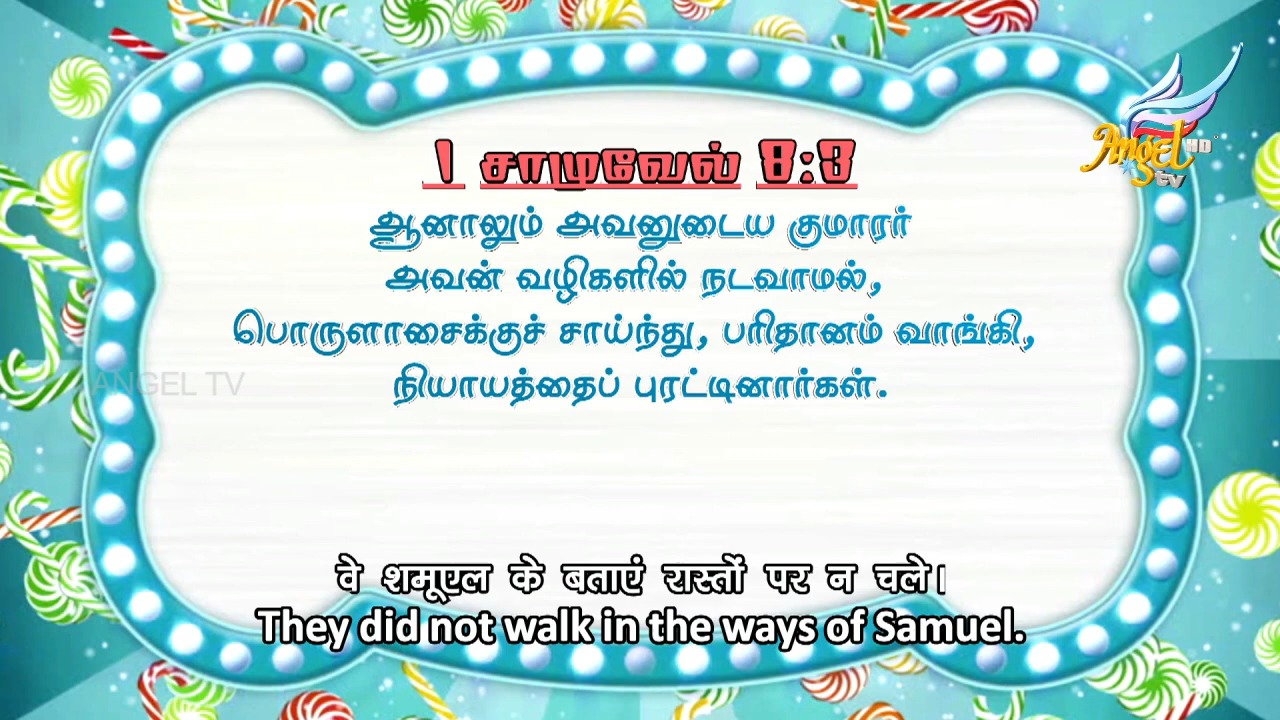 1 சாமுவேல் 8:3
Angel HD
tv
ஆனாலும் அவனுடைய குமாரர்
அவன் வழிகளில் நடவாமல்,
பொருளாசைக்குச் சாய்ந்து, பரிதானம் வாங்கி,
நியாயத்தைப் புரட்டினார்கள்.
ANGEL TV
वे शमूएल के बताएं रास्तों पर न चले।
They did not walk in the ways of Samuel.